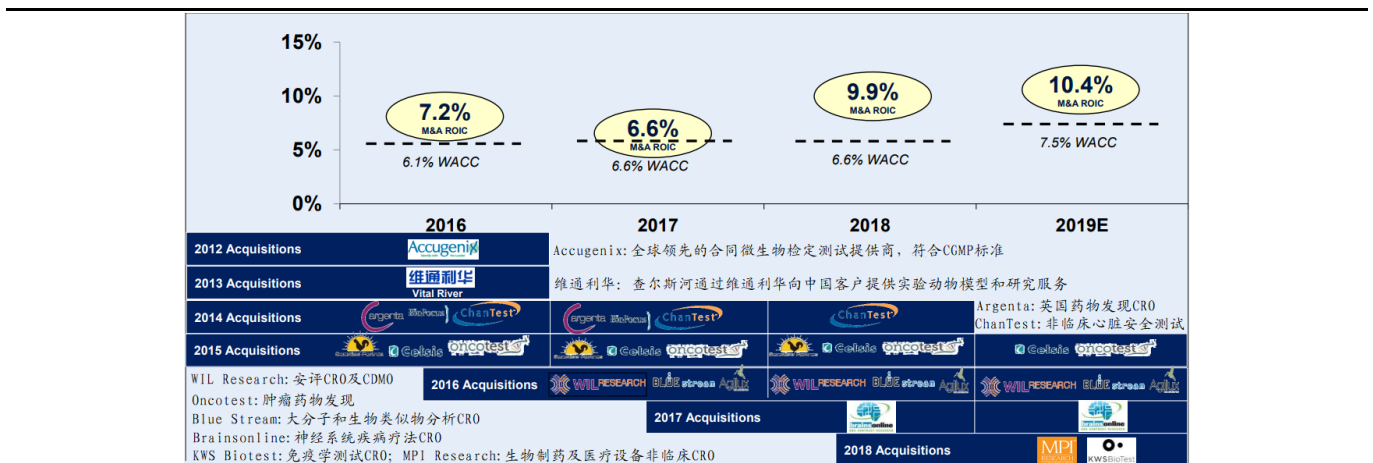 15%
10%
5%
0%
7.2%
M&A ROIC
6.1% WACC
6.6%
M&A ROIC
6.6% WACC
9.9%
M&A ROIC
6.6% WACC
10.4%
M&A ROIC
7.5% WACC
2016 2017 2018 2019E
2012 Acquisitions Accugenix Accugenix:全球领先的合同微生物检定测试提供商，符合CGMP标准
2013 Acquisitions 维通利华 维通利华：查尔斯河通过维通利华向中国客户提供实验动物模型和研究服务
Vital River
2014 Acquisitions argenta BioFocus ChanTest argenta BioFocus ChanTest ChanTest Argenta:英国药物发现CRO
ChanTest:非临床心脏安全测试
2015 Acquisitions Celsis oncotest Celsis oncotest Celsis oncotest Celsis oncotest
WIL Research:安评CRO及CDMO
2016 Acquisitions WIL RESEARCH BLUE stream Agilux WIL RESEARCH BLUE stream Agilux WIL RESEARCH BLUE stream Agilux
Oncotest:肿瘤药物发现
Blue Stream:大分子和生物类似物分析CRO
2017 Acquisitions brainsonline brainsonline
Brainsonline:神经系统疾病疗法CRO
KWS Biotest:免疫学测试CRO; MPI Research:生物制药及医疗设备非临床CRO
2018 Acquisitions MPI RESEARCH KWSBioTest